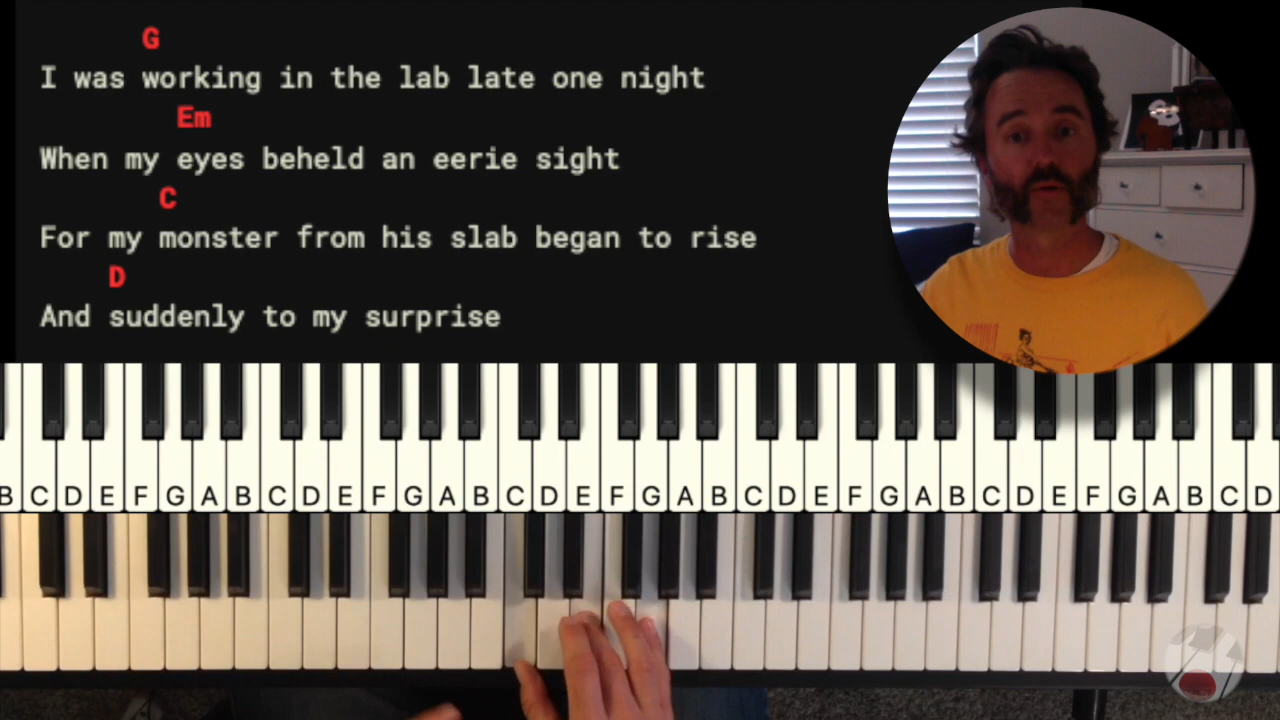 G
I was working in the lab late one night
Em
When my eyes beheld an eerie sight
C
For my monster from his slab began to rise
D
And suddenly to my surprise
B C D E F G A B C D E F G A B C D E F G A B C D E F G A B C D E F G A B C D